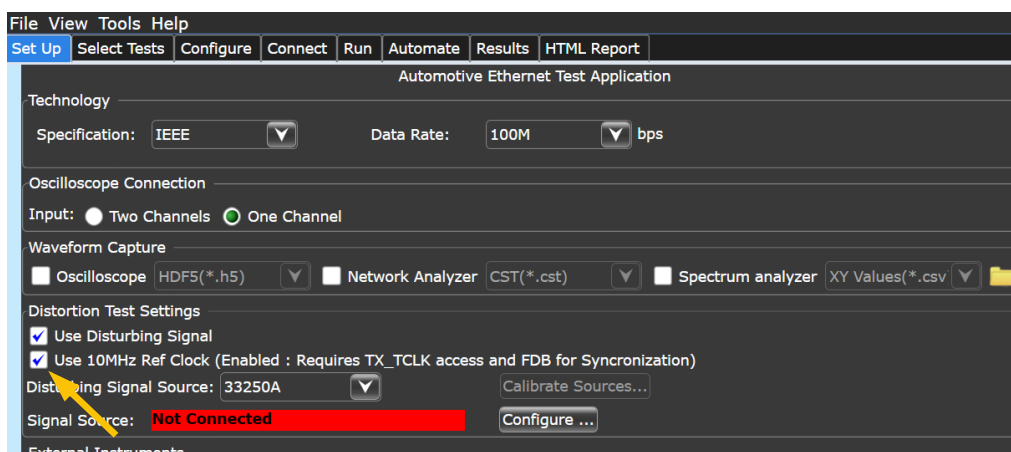 File View Tools Help
Set Up Select Tests Configure Connect Run Automate Results HTML Report
Automotive Ethernet Test Application
Technology
Specification: IEEE Data Rate: 100M bps
Oscilloscope Connection
Input: Two Channels One Channel
Waveform Capture
Oscilloscope HDF5(*.h5) Network Analyzer CST(*.cst) Spectrum analyzer XY Values(*.csv
Distortion Test Settings
Use Disturbing Signal
Use 10MHz Ref Clock (Enabled : Requires TX_TCLK access and FDB for Syncronization)
Disturbing Signal Source: 33250A Calibrate Sources...
Signal Source: Not Connected Configure ...
External Instruments